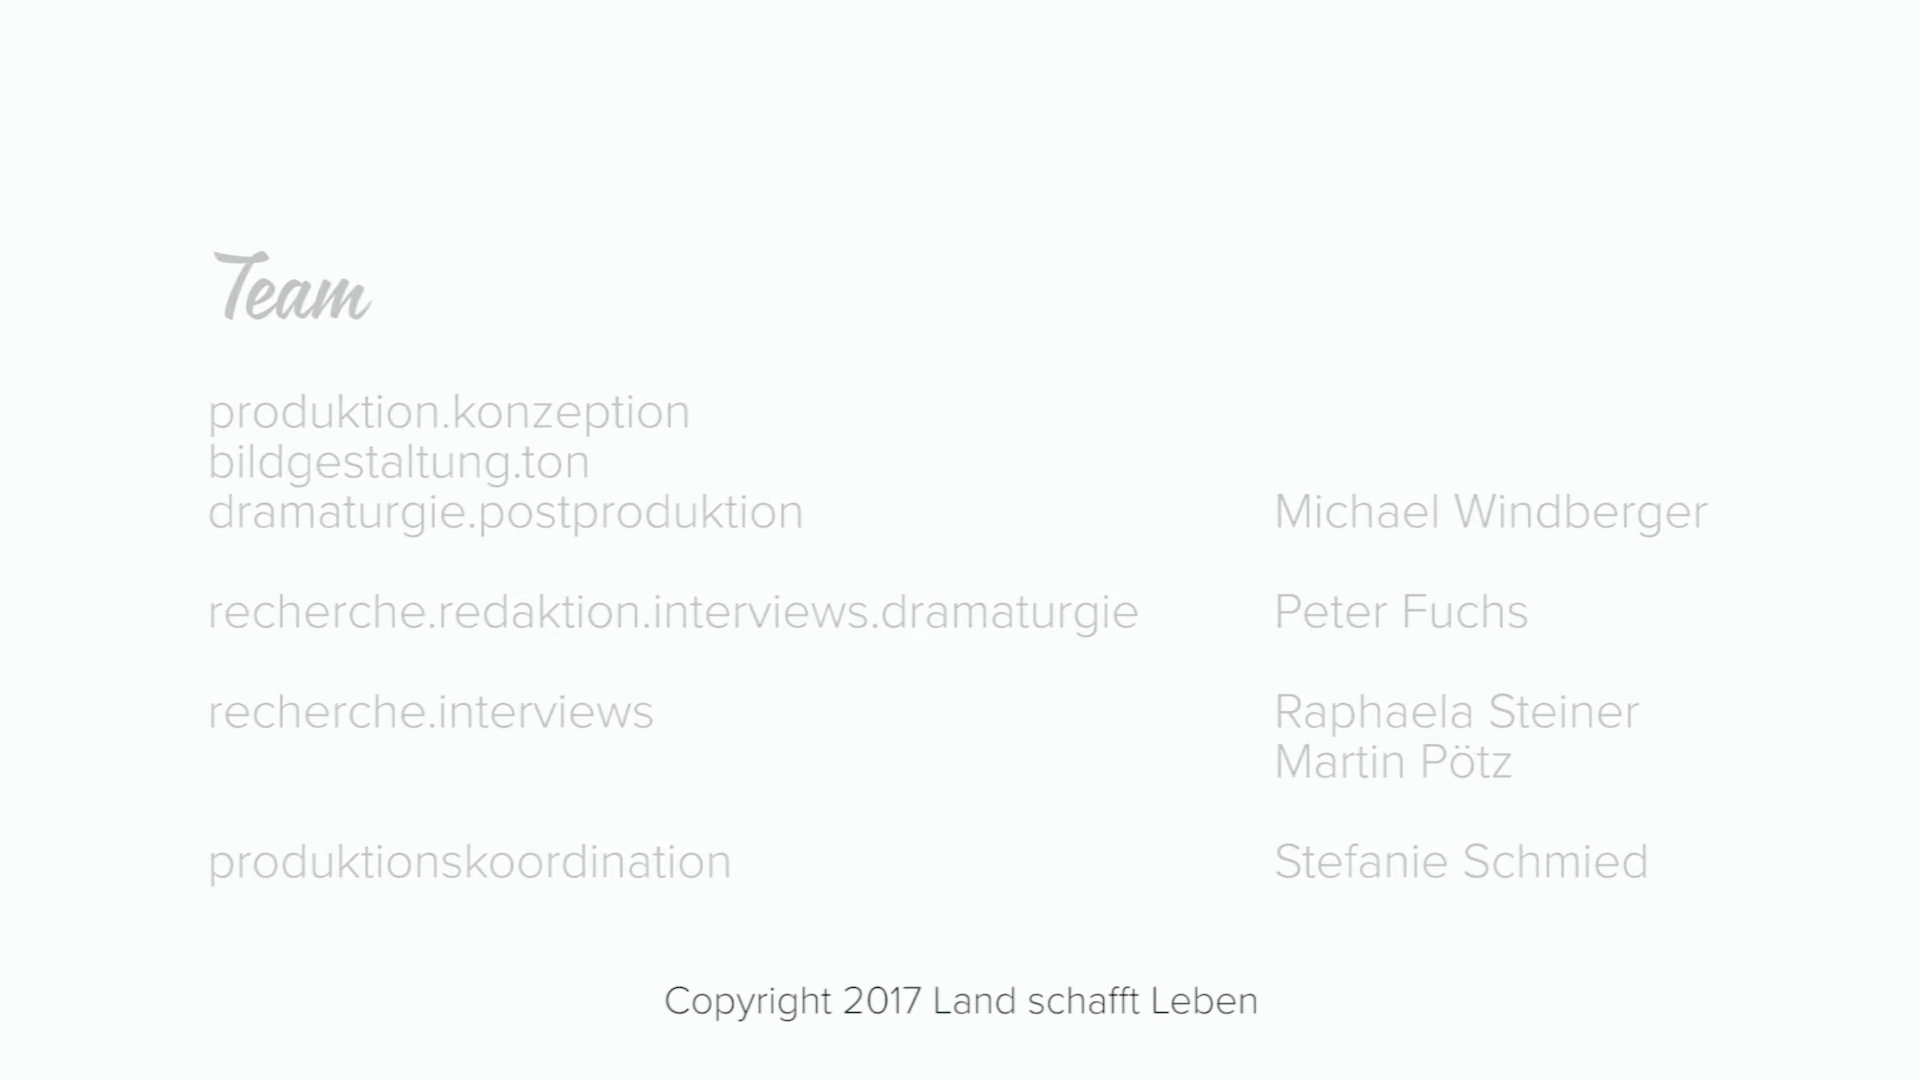 Team
produktion.konzeption
bildgestaltung.ton
dramaturgie.postproduktion Michael Windberger
recherche.redaktion.interviews.dramaturgie Peter Fuchs
recherche.interviews Raphaela Steiner
Martin Pötz
produktionskoordination Stefanie Schmied
Copyright 2017 Land schafft Leben